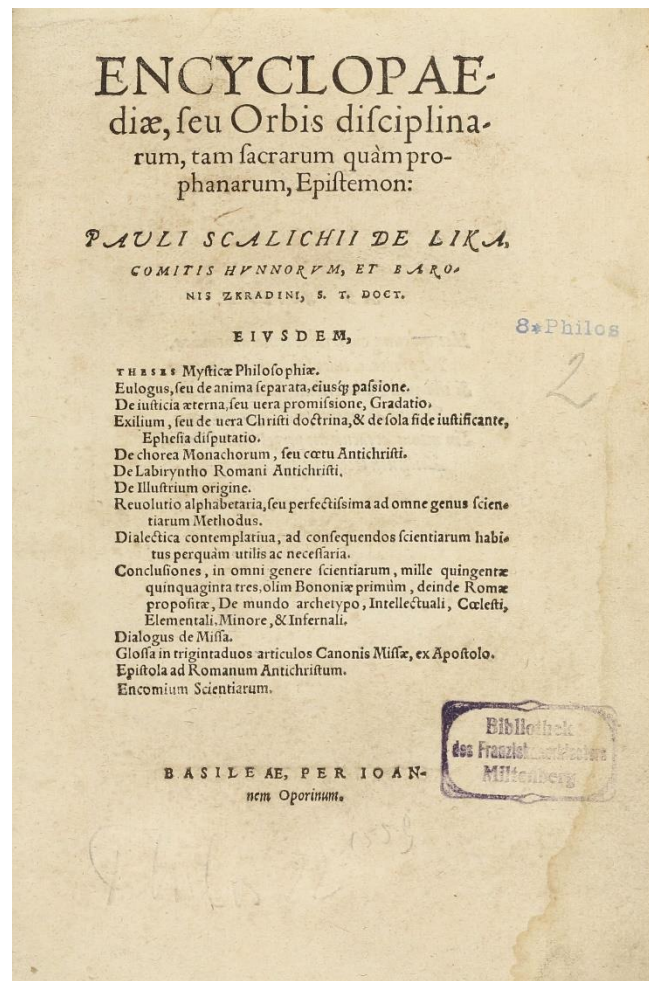 ENCYCLOPAE-
diæ, ſeu Orbis diſciplina-
rum, tam ſacrarum quàm pro-
phanarum, Epiſtemon:
PAVLI SCALICHII DE LIKA,
COMITIS HVNNORVM, ET BARO-
NIS ZKRADINI, S. T. DOCT.
8*Philos
2
EIVSDEM,
THESES Myſticæ Philoſophiæ.
Eulogus, ſeu de anima ſeparata, eiusq́; paſsione.
De iuſticia æterna, ſeu uera promiſsione, Gradatio.
Exilium, ſeu de uera Chriſti doctrina, & de ſola fide iuſtificante,
Epheſia diſputatio.
De chorea Monachorum, ſeu cœtu Antichriſti.
De Labiryntho Romani Antichriſti.
De Illuſtrium origine.
Reuolutio alphabetaria, ſeu perfectiſsima ad omne genus ſcien-
tiarum Methodus.
Dialectica contemplatiua, ad conſequendos ſcientiarum habi-
tus perquàm utilis ac neceſſaria.
Concluſiones, in omni genere ſcientiarum, mille quingentæ
quinquaginta tres, olim Bononiæ primùm, deinde Romæ
propoſitæ, De mundo archetypo, Intellectuali, Cœleſti,
Elementali, Minore, & Infernali.
Dialogus de Miſſa.
Gloſſa in trigintaduos articulos Canonis Miſſæ, ex Apoſtolo.
Epiſtola ad Romanum Antichriſtum.
Encomium Scientiarum.
Bibliothek
des Franziskanerkloſters
Miltenberg
BASILEAE, PER IOAN-
nem Oporinum.
1559